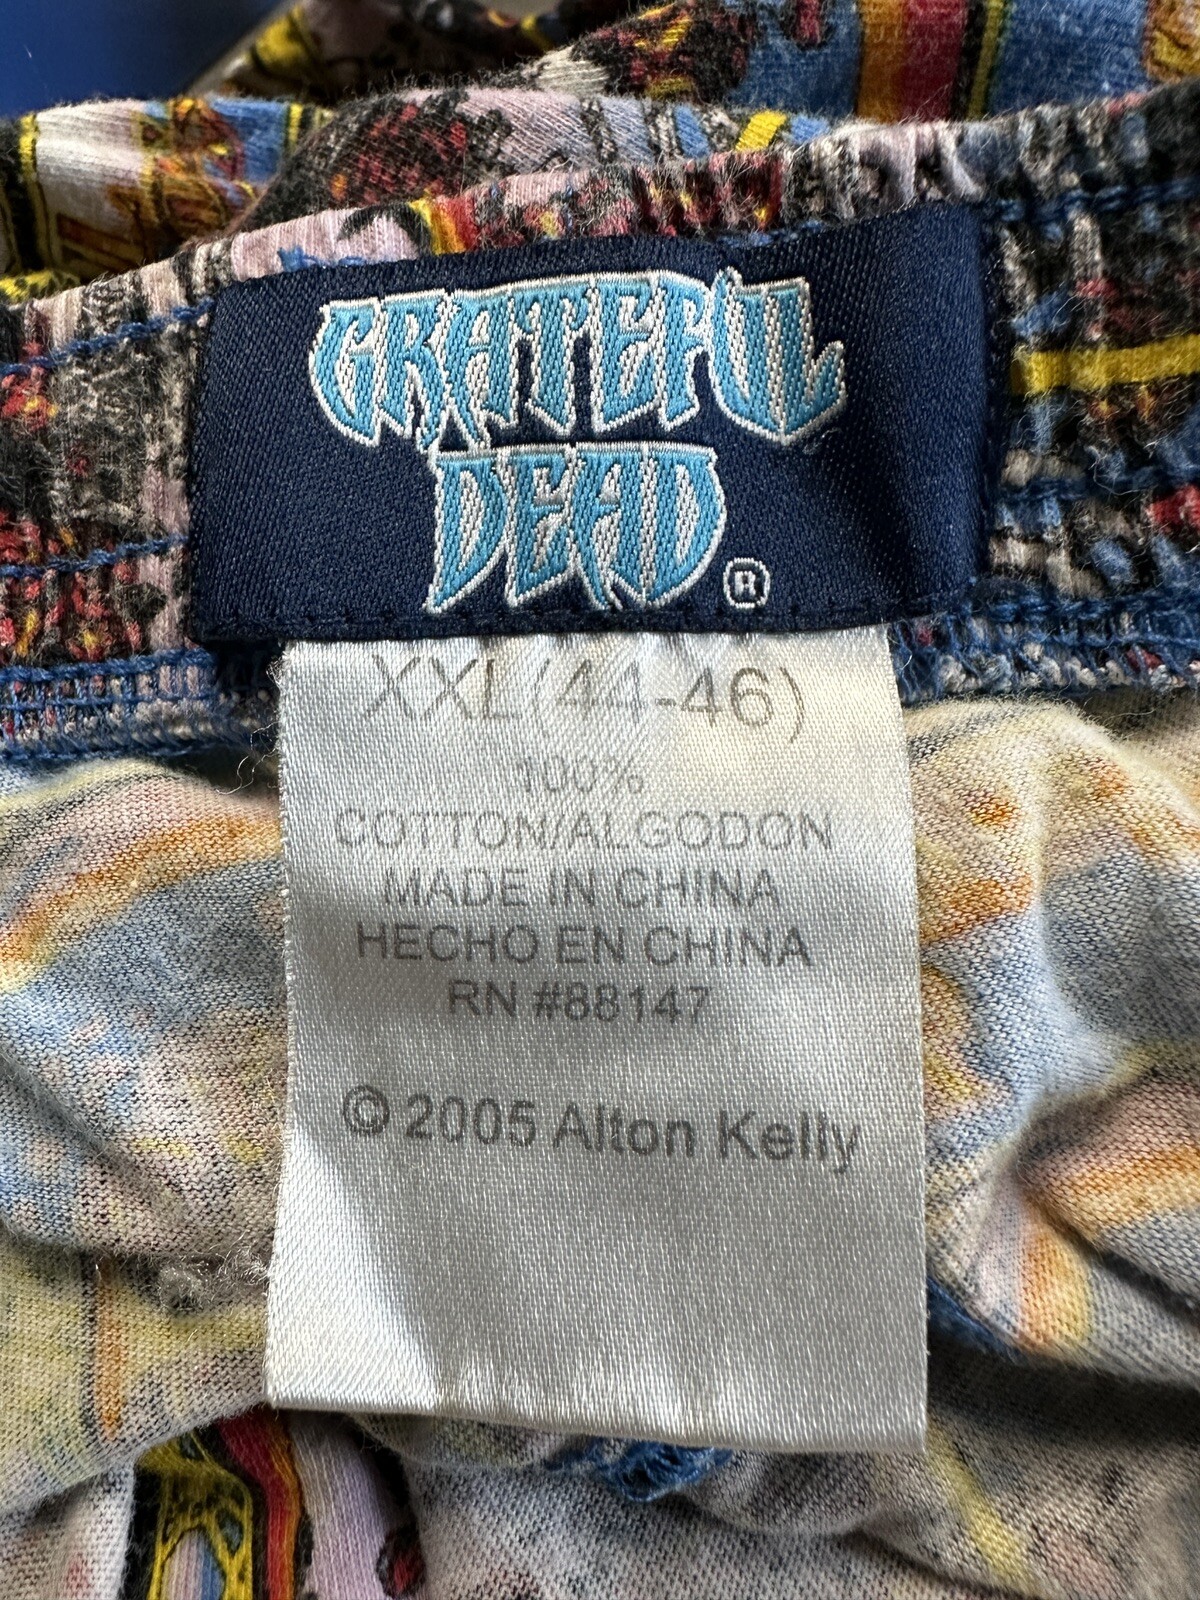 GRATEFUL
DEAD ®
XXL(44-46)
100%
COTTON/ALGODON
MADE IN CHINA
HECHO EN CHINA
RN #88147
© 2005 Alton Kelly